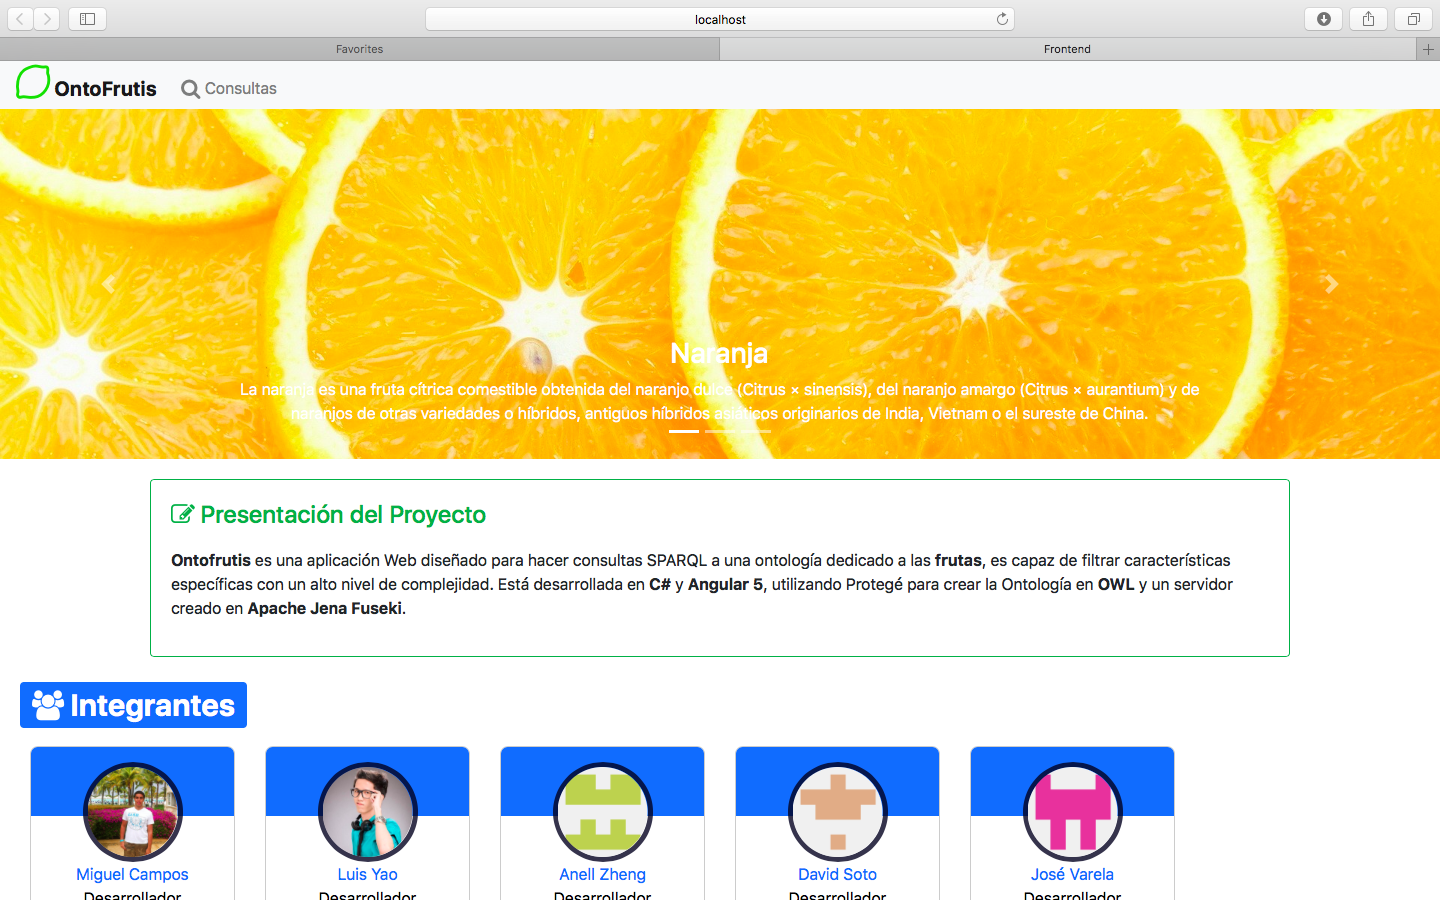 localhost
Favorites
Frontend
OntoFrutis
Consultas
Naranja
La naranja es una fruta cítrica comestible obtenida del naranjo dulce (Citrus × sinensis), del naranjo amargo (Citrus × aurantium) y de
naranjos de otras variedades o híbridos, antiguos híbridos asiáticos originarios de India, Vietnam o el sureste de China.
Presentación del Proyecto
Ontofrutis es una aplicación Web diseñado para hacer consultas SPARQL a una ontología dedicado a las frutas, es capaz de filtrar características
específicas con un alto nivel de complejidad. Está desarrollada en C# y Angular 5, utilizando Protegé para crear la Ontología en OWL y un servidor
creado en Apache Jena Fuseki.
Integrantes
Miguel Campos
Desarrollador
Luis Yao
Desarrollador
Anell Zheng
Desarrollador
David Soto
Desarrollador
José Varela
Desarrollador